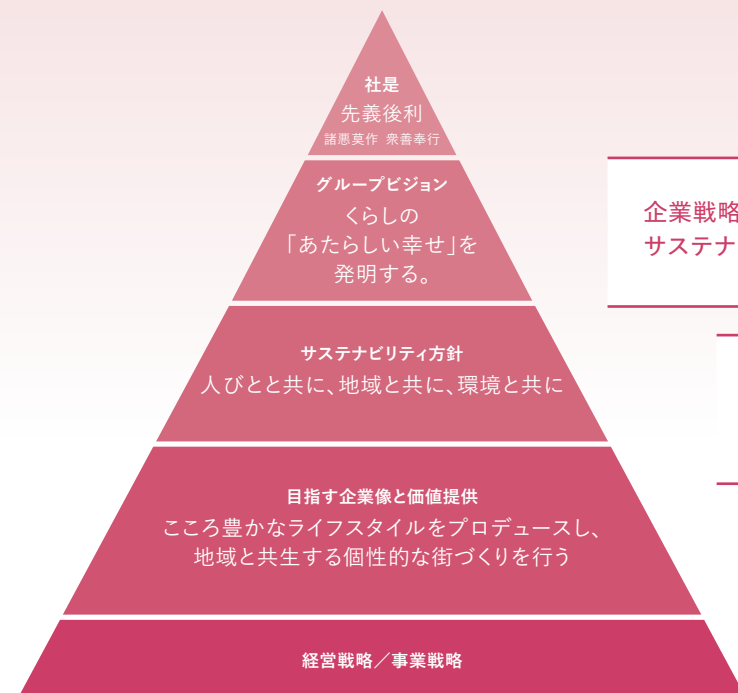 社是
先義後利
諸悪莫作 衆善奉行
グループビジョン
くらしの
「あたらしい幸せ」を
発明する。
サステナビリティ方針
人びとと共に、地域と共に、環境と共に
目指す企業像と価値提供
こころ豊かなライフスタイルをプロデュースし、
地域と共生する個性的な街づくりを行う
経営戦略／事業戦略
企業戦略
サステナ